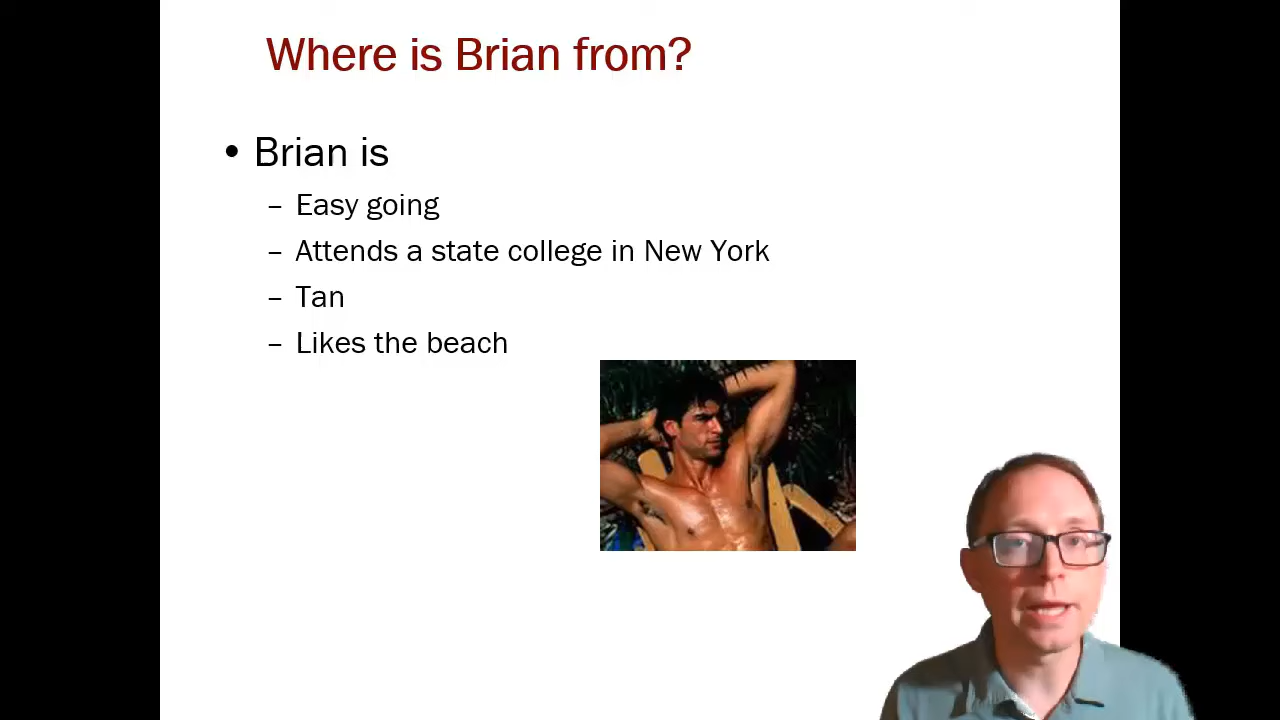 Where is Brian from?
• Brian is
– Easy going
– Attends a state college in New York
– Tan
– Likes the beach